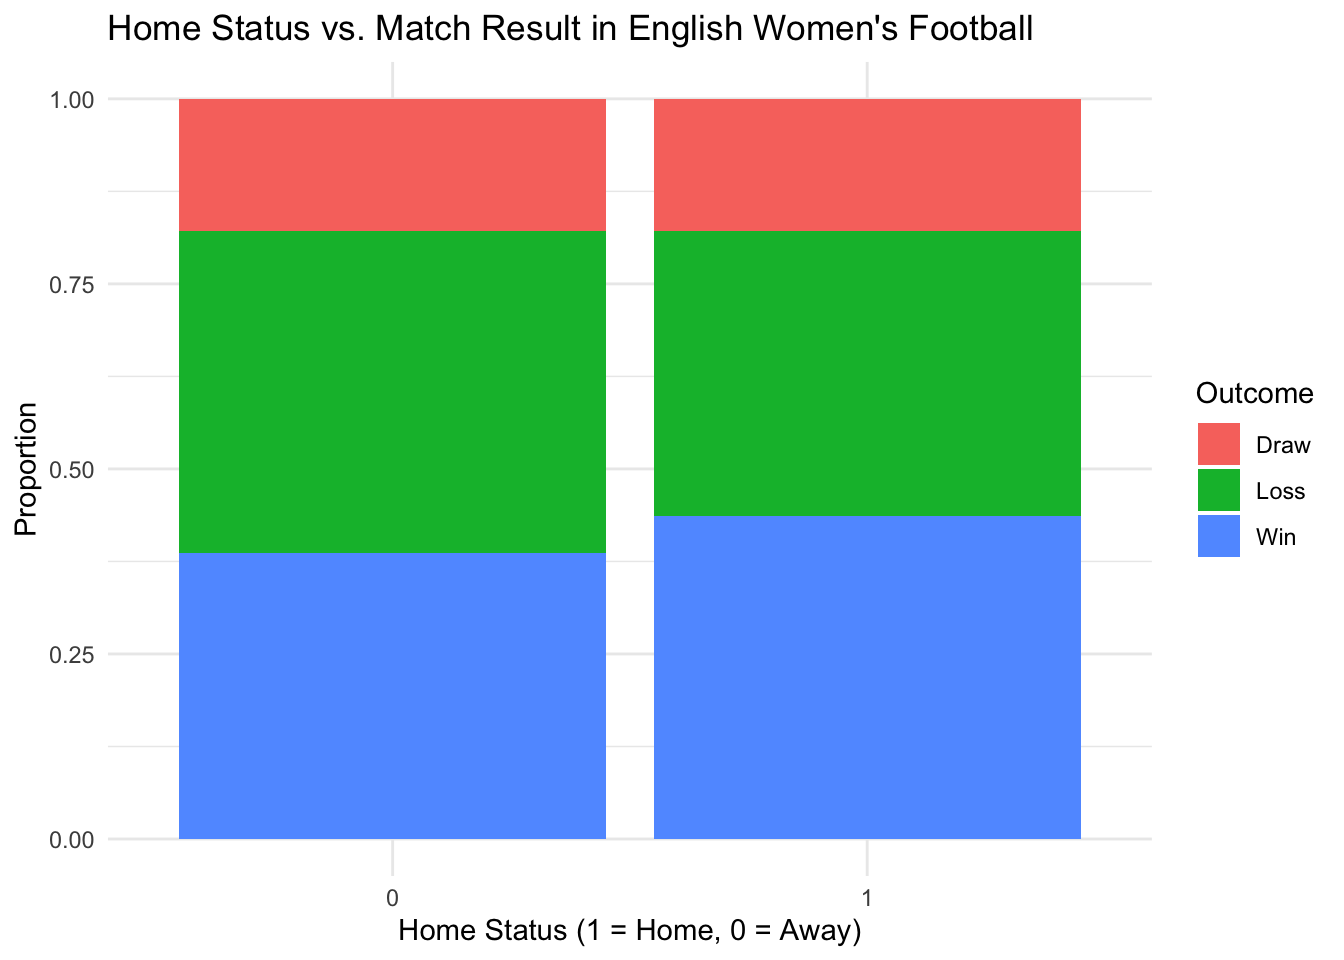 Home Status vs. Match Result in English Women's Football
1.00
0.75
0.50
0.25
0.00
Proportion
0
1
Home Status (1 = Home, 0 = Away)
Outcome
Draw
Loss
Win